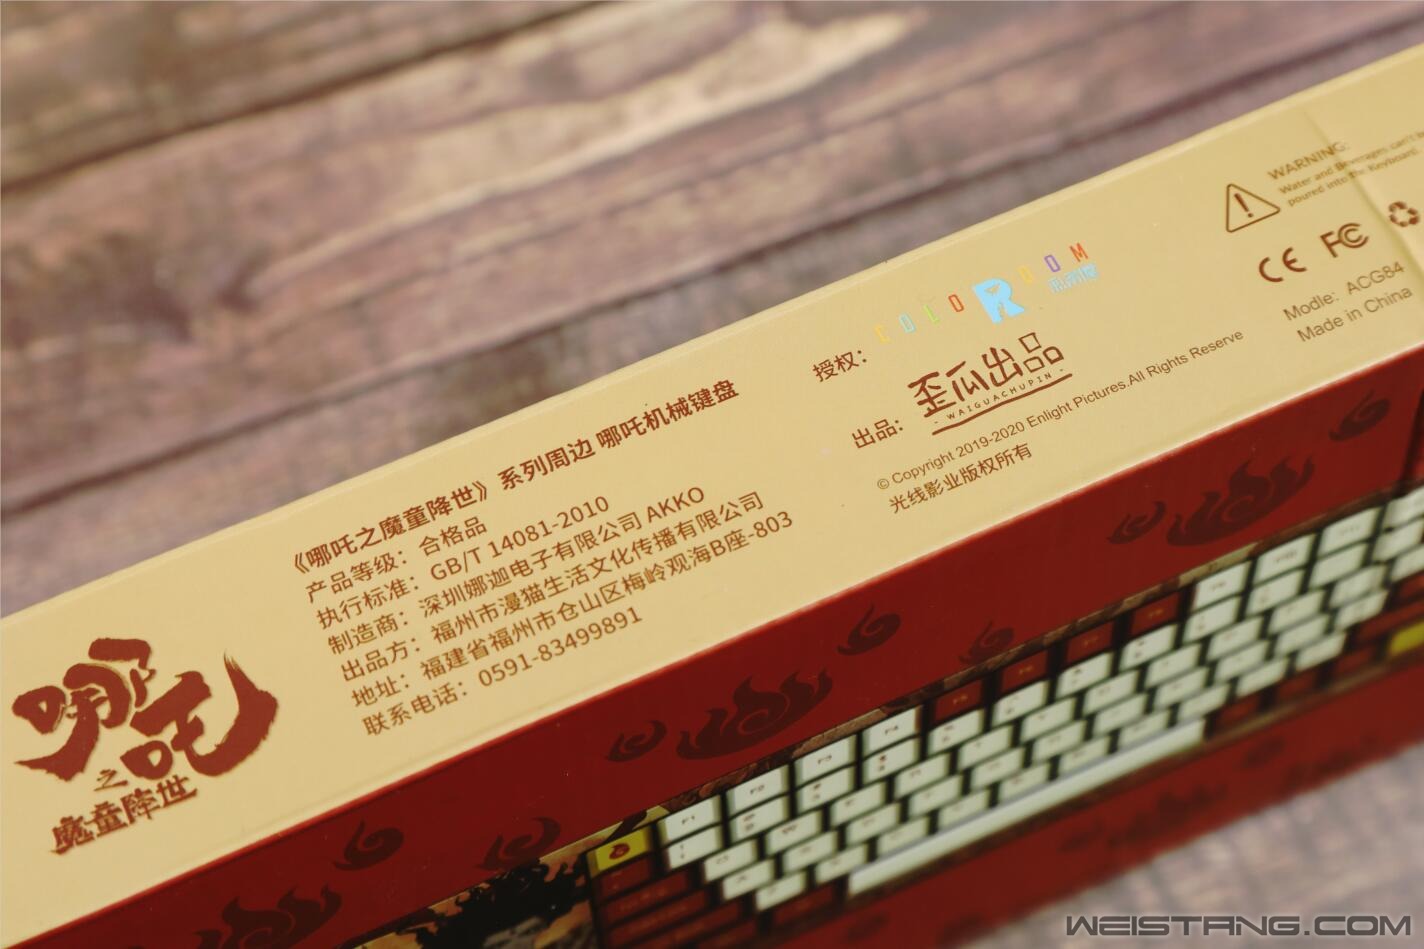 哪吒
之
魔童降世
《哪吒之魔童降世》系列周边 哪吒机械键盘
产品等级：合格品
执行标准：GB/T 14081-2010
制造商：深圳娜迦电子有限公司 AKKO
出品方：福州市漫猫生活文化传播有限公司
地址：福建省福州市仓山区梅岭观海B座-803
联系电话：0591-83499891
授权：
COLOROOM
出品：
歪瓜出品
- WAIGUACHUPIN -
© Copyright 2019-2020 Enlight Pictures.All Rights Reserve
光线影业版权所有
WARNING:
Water and Beverages can't
poured into the Keyboard.
CE FC
Modle: ACG84
Made in China
WEISTANG.COM